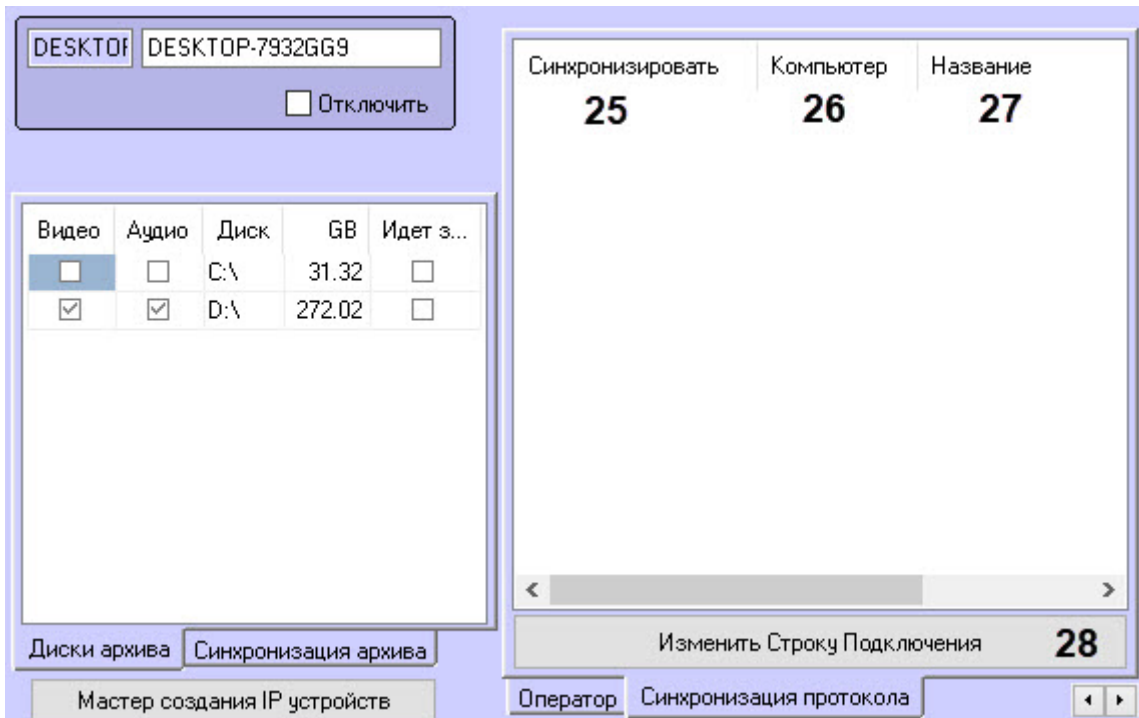 DESKTOP DESKTOP-7932GG9
Отключить
Видео Аудио Диск GB Идет з...
C:\ 31.32
D:\ 272.02
Диски архива Синхронизация архива
Мастер создания IP устройств
Синхронизировать Компьютер Название
25 26 27
Изменить Строку Подключения 28
Оператор Синхронизация протокола